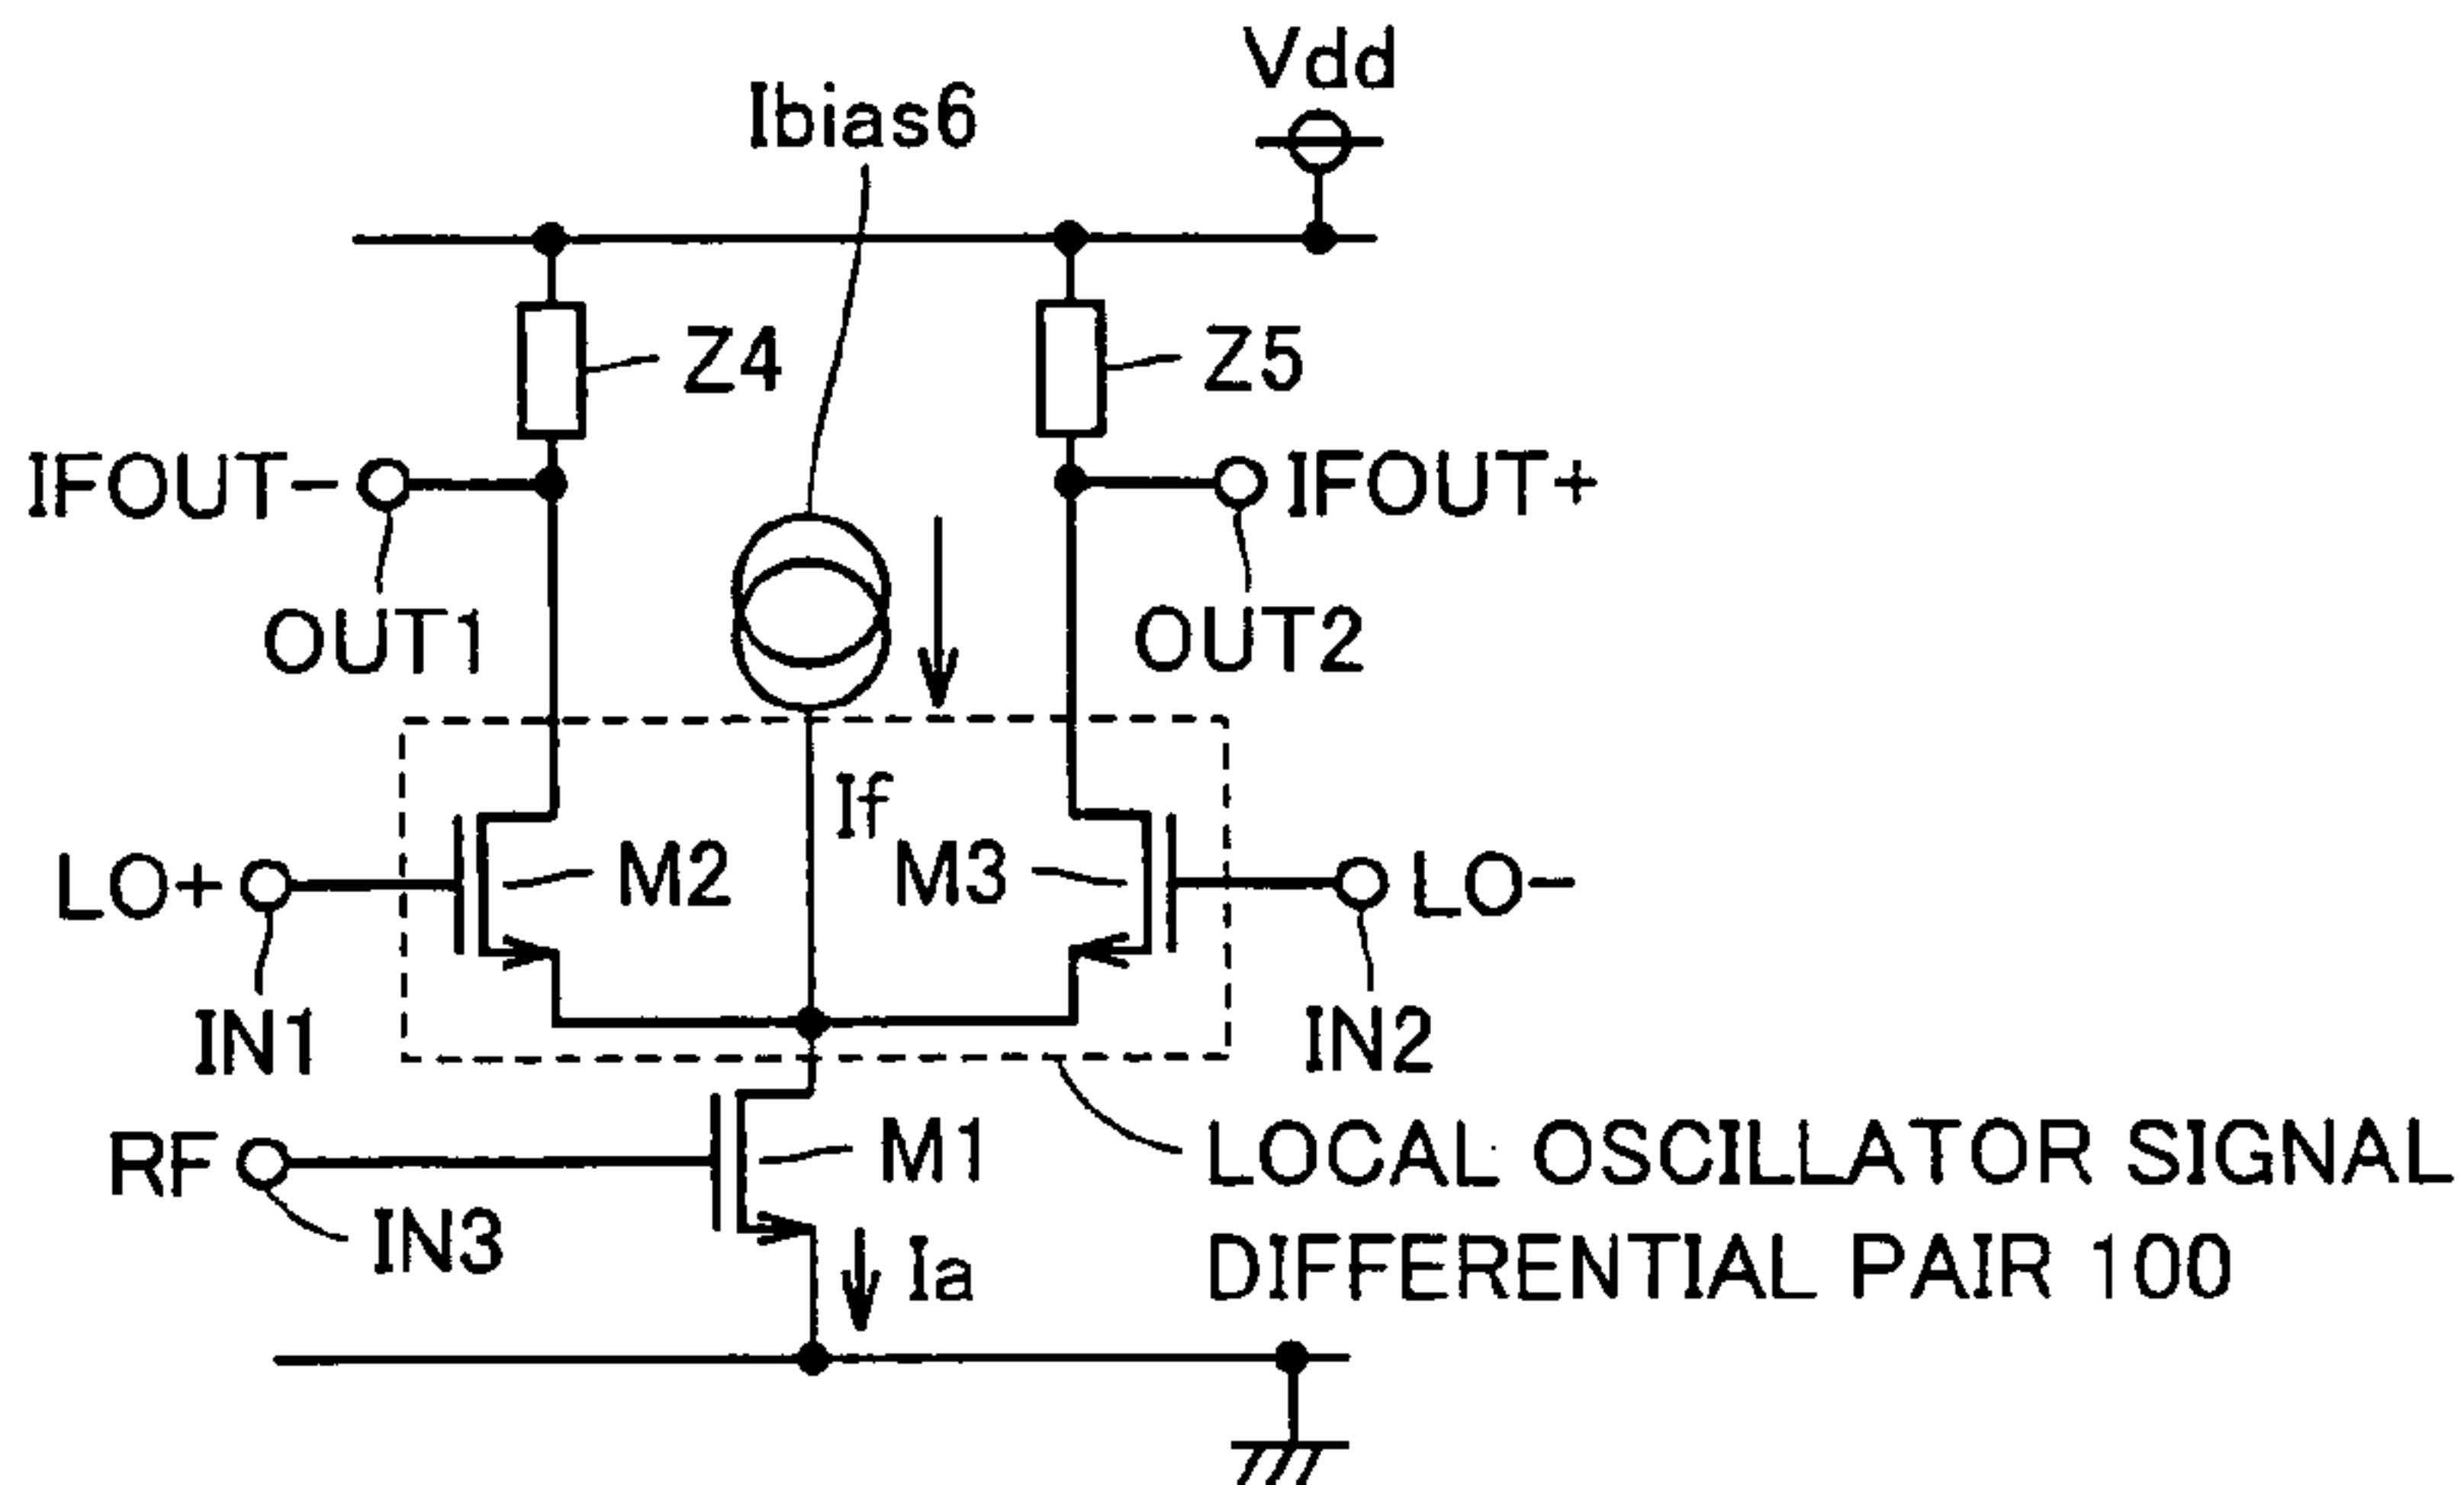 Vdd
Ibias6
Z4
Z5
IFOUT-
IFOUT+
OUT1
OUT2
If
LO+
M2
M3
LO-
IN1
IN2
RF
M1
LOCAL OSCILLATOR SIGNAL
IN3
Ia
DIFFERENTIAL PAIR 100